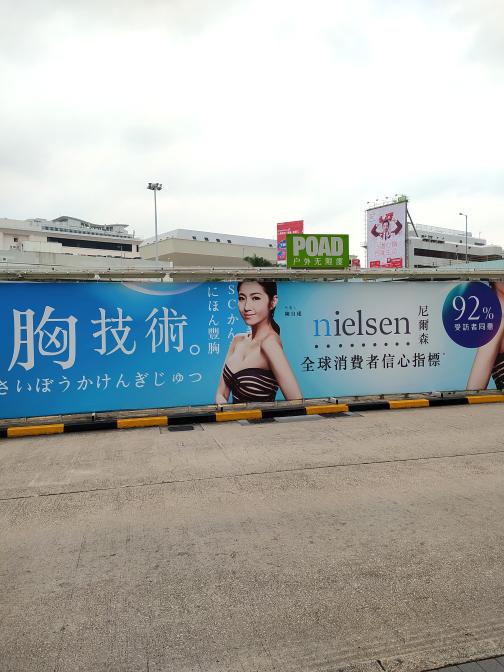 POAD
户外无限度
胸技術。
さいぼうかけんぎじゅつ
SCかん
にほん豐胸
nielsen
尼爾森
全球消費者信心指標
92%
受訪者同意